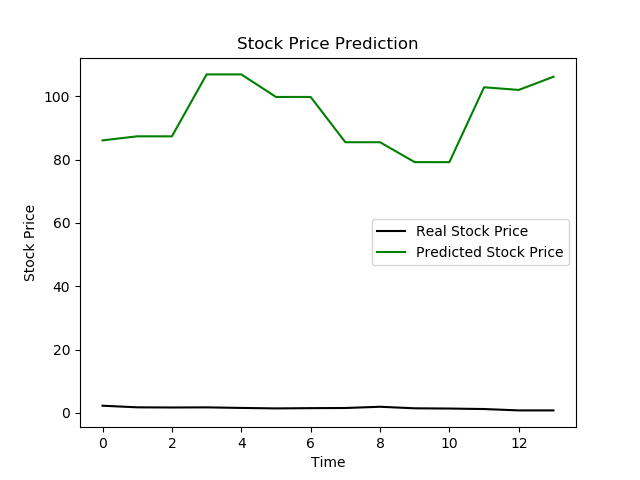 Stock Price Prediction
Stock Price
100
80
60
40
20
0
Real Stock Price
Predicted Stock Price
0 2 4 6 8 10 12
Time